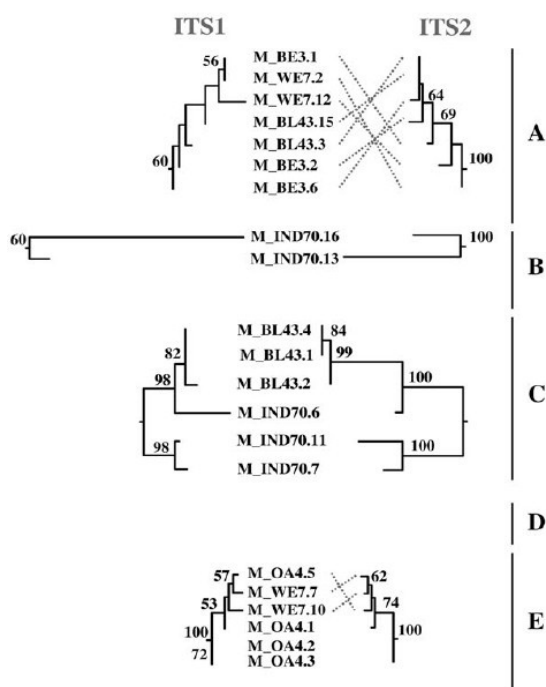 ITS1 ITS2
56 M_BE3.1
M_WE7.2
M_WE7.12 64
M_BL43.15 69 A
M_BL43.3
60 M_BE3.2 100
M_BE3.6
60 M_IND70.16 100
M_IND70.13 B
M_BL43.4 84
82 M_BL43.1 99
98 M_BL43.2 100 C
M_IND70.6
98 M_IND70.11 100
M_IND70.7
D
57 M_OA4.5 62
M_WE7.7
53 M_WE7.10 74
M_OA4.1 E
100 M_OA4.2 100
72 M_OA4.3